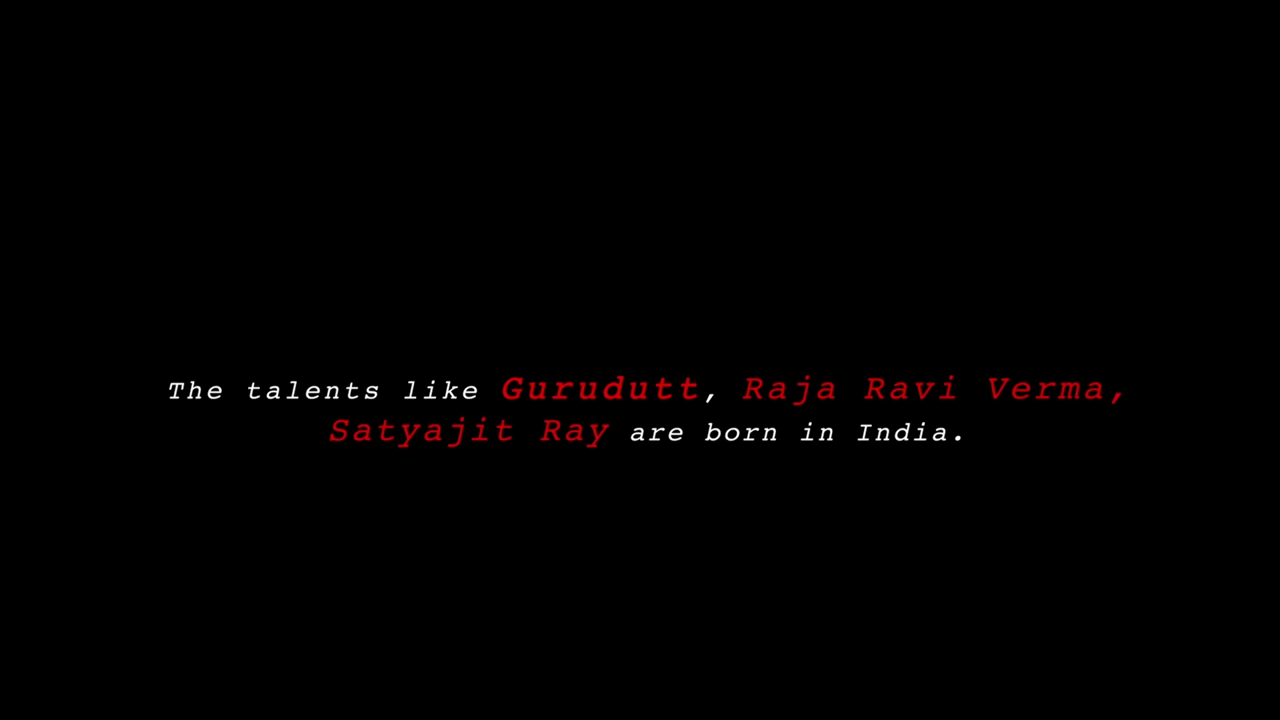 The talents like Gurudutt, Raja Ravi Verma,
Satyajit Ray are born in India.